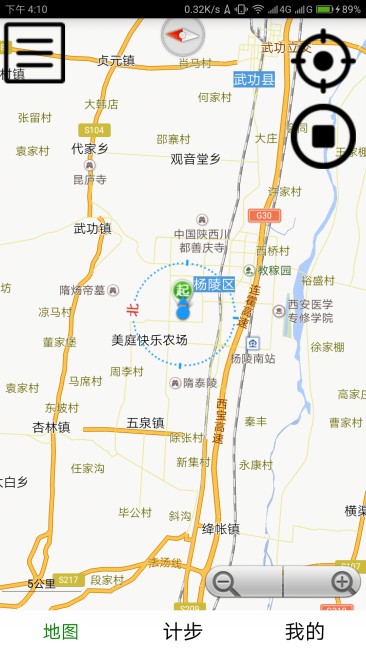 下午 4:10
0.32K/s
4G
4G
89%
贞元镇
肖马村
武功立交
武功县
何家村
大韩店
张留村
S104
邵寨村
大庄
袁家村
代家乡
观音堂乡
昆庐寺
许家村
G30
武功镇
中国陕西川
都善庆寺
西桥村
教稼园
裕盛村
杨陵区
起
北
坊
隋炀帝墓
连霍高速
西安医学
专修学院
凉马村
董家堡
美庭快乐农场
徐家棚
杨陵南站
周李村
马席村
隋泰陵
袁家村
东坡村
西宝高速
高家庄
曹家村
秦丰
杏林镇
五泉镇
除张村
新集村
任家沟
永康村
太白乡
毕公村
斜沟
绛帐镇
横渠
法汤线
S107
5公里
S217
段家村
S209
G310
地图
计步
我的